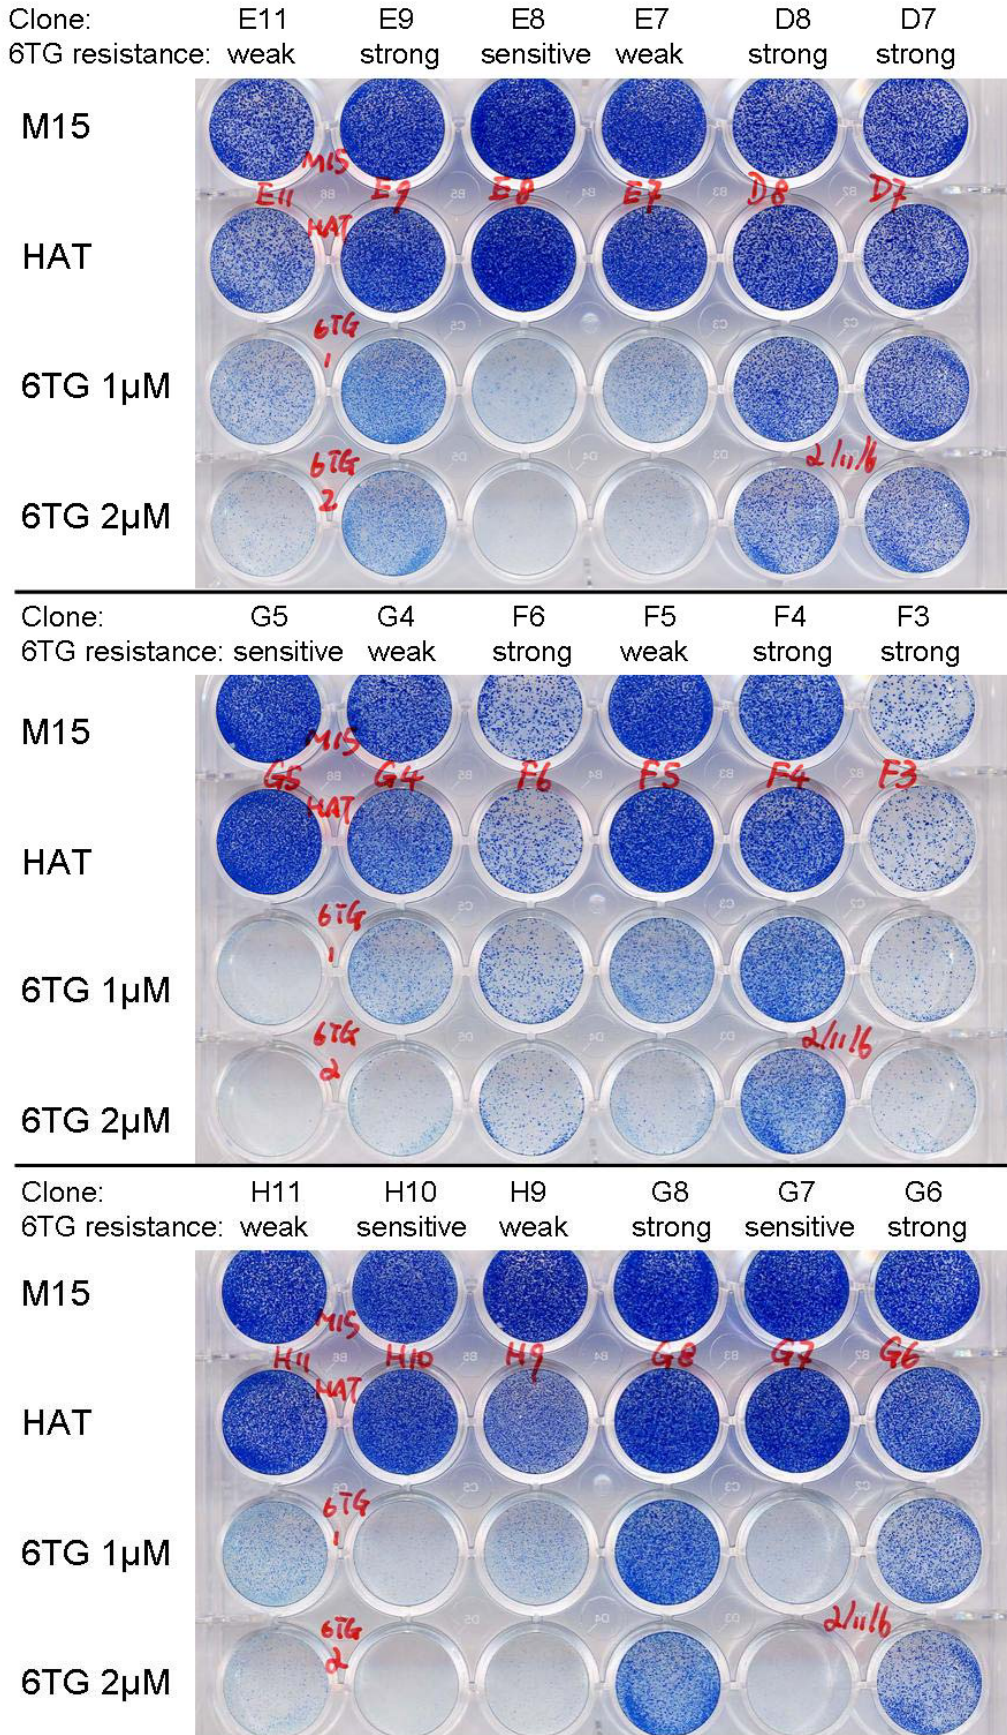 Clone: E11 E9 E8 E7 D8 D7
6TG resistance: weak strong sensitive weak strong strong
M15
M15
E11 E9 E8 E7 D8 D7
HAT
HAT
6TG
1
6TG 1μM
2/11/6
6TG
2
6TG 2μM
Clone: G5 G4 F6 F5 F4 F3
6TG resistance: sensitive weak strong weak strong strong
M15
M15
G5 G4 F6 F5 F4 F3
HAT
HAT
6TG
1
6TG 1μM
2/11/6
6TG
2
6TG 2μM
Clone: H11 H10 H9 G8 G7 G6
6TG resistance: weak sensitive weak strong sensitive strong
M15
M15
H11 H10 H9 G8 G7 G6
HAT
HAT
6TG
1
6TG 1μM
2/11/6
6TG
2
6TG 2μM